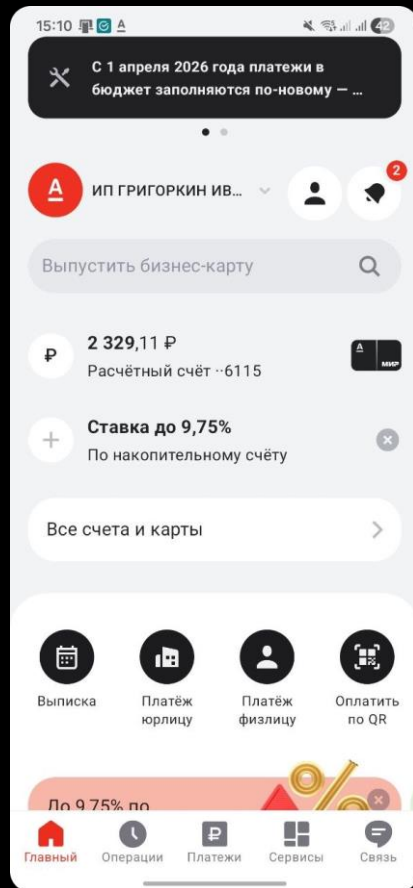 15:10
42
С 1 апреля 2026 года платежи в
бюджет заполняются по-новому — ...
А
ИП ГРИГОРКИН ИВ...
2
Выпустить бизнес-карту
₽
2 329,11 ₽
Расчётный счёт ··6115
А
МИР
Ставка до 9,75%
По накопительному счёту
Все счета и карты
Выписка
Платёж
юрлицу
Платёж
физлицу
Оплатить
по QR
До 9,75% по
%
Главный
Операции
Платежи
Сервисы
Связь